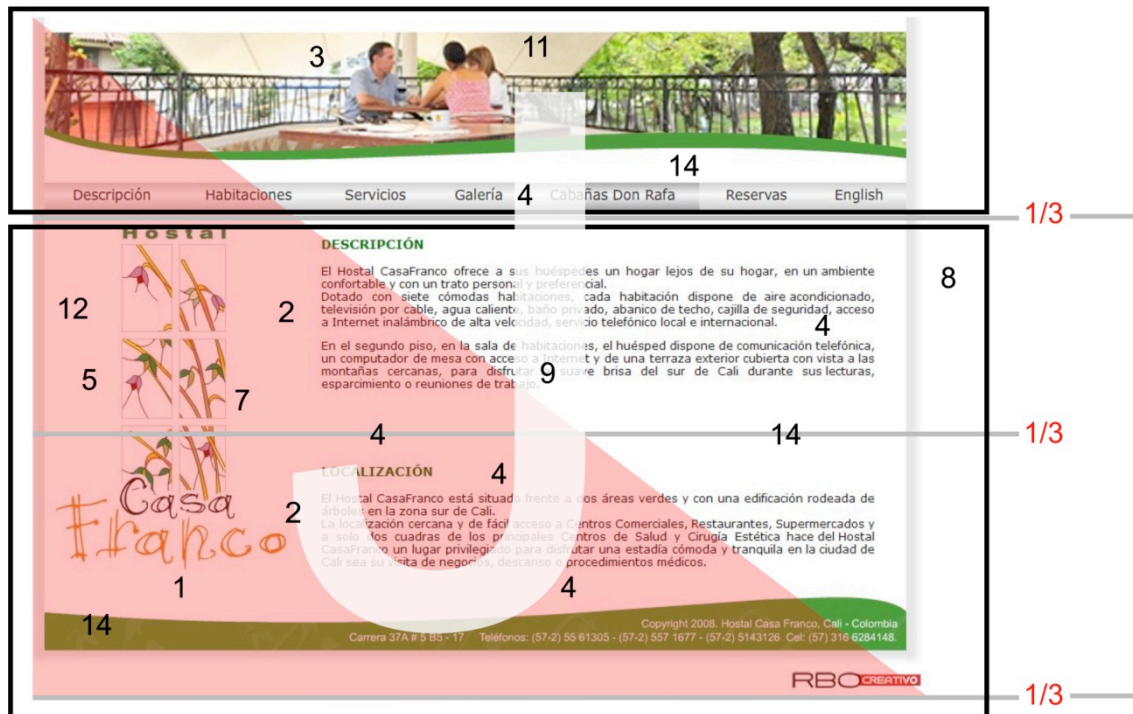 3
11
14
Descripción Habitaciones Servicios Galería 4 Cabañas Don Rafa Reservas English
1/3
Hostal
DESCRIPCIÓN
8
El Hostal CasaFranco ofrece a sus huéspedes un hogar lejos de su hogar, en un ambiente
confortable y con un trato personal y preferencial.
Dotado con siete cómodas habitaciones, cada habitación dispone de aire acondicionado,
12
2
televisión por cable, agua caliente, baño privado, abanico de techo, cajilla de seguridad, acceso
a Internet inalámbrico de alta velocidad, servicio telefónico local e internacional.
4
En el segundo piso, en la sala de habitaciones, el huésped dispone de comunicación telefónica,
un computador de mesa con acceso a Internet y de una terraza exterior cubierta con vista a las
montañas cercanas, para disfrutar la suave brisa del sur de Cali durante sus lecturas,
esparcimiento o reuniones de trabajo.
5
9
7
4
14
1/3
LOCALIZACIÓN
4
El Hostal CasaFranco está situado frente a dos áreas verdes y con una edificación rodeada de
árboles en la zona sur de Cali.
La localización cercana y de fácil acceso a Centros Comerciales, Restaurantes, Supermercados y
a solo dos cuadras de los principales Centros de Salud y Cirugía Estética hace del Hostal
CasaFranco un lugar privilegiado para disfrutar una estadía cómoda y tranquila en la ciudad de
Cali sea su visita de negocios, descanso o procedimientos médicos.
Casa
2
Franco
1
4
14
Copyright 2008. Hostal Casa Franco, Cali - Colombia
Carrera 37A # 5 B5 - 17 Teléfonos: (57-2) 55 61305 - (57-2) 557 1677 - (57-2) 5143126 Cel: (57) 316 6284148.
RBO CREATIVO
1/3